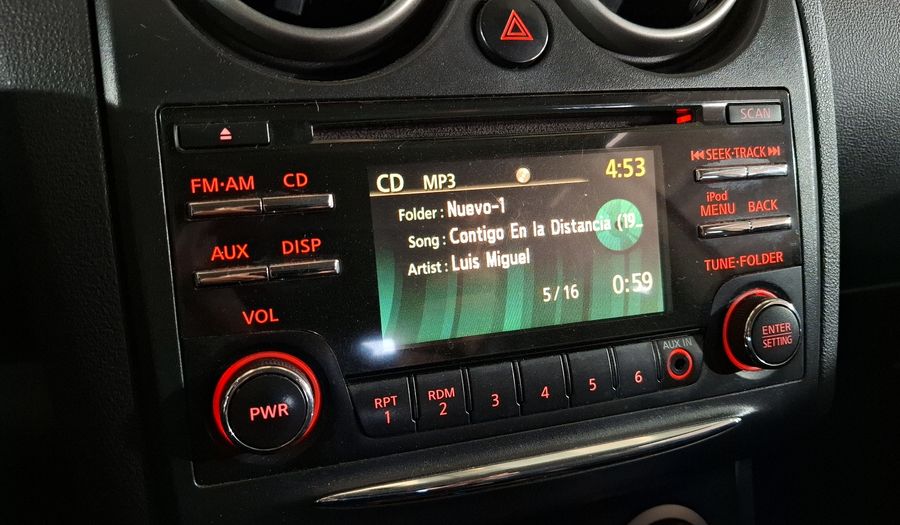 SCAN
FM·AM CD
AUX DISP
VOL
PWR
CD MP3 4:53
Folder : Nuevo-1
Song : Contigo En la Distancia (19...
Artist : Luis Miguel
5/16 0:59
SEEK·TRACK
iPod
MENU BACK
TUNE·FOLDER
ENTER
SETTING
RPT
1
RDM
2
3
4
5
6
AUX IN